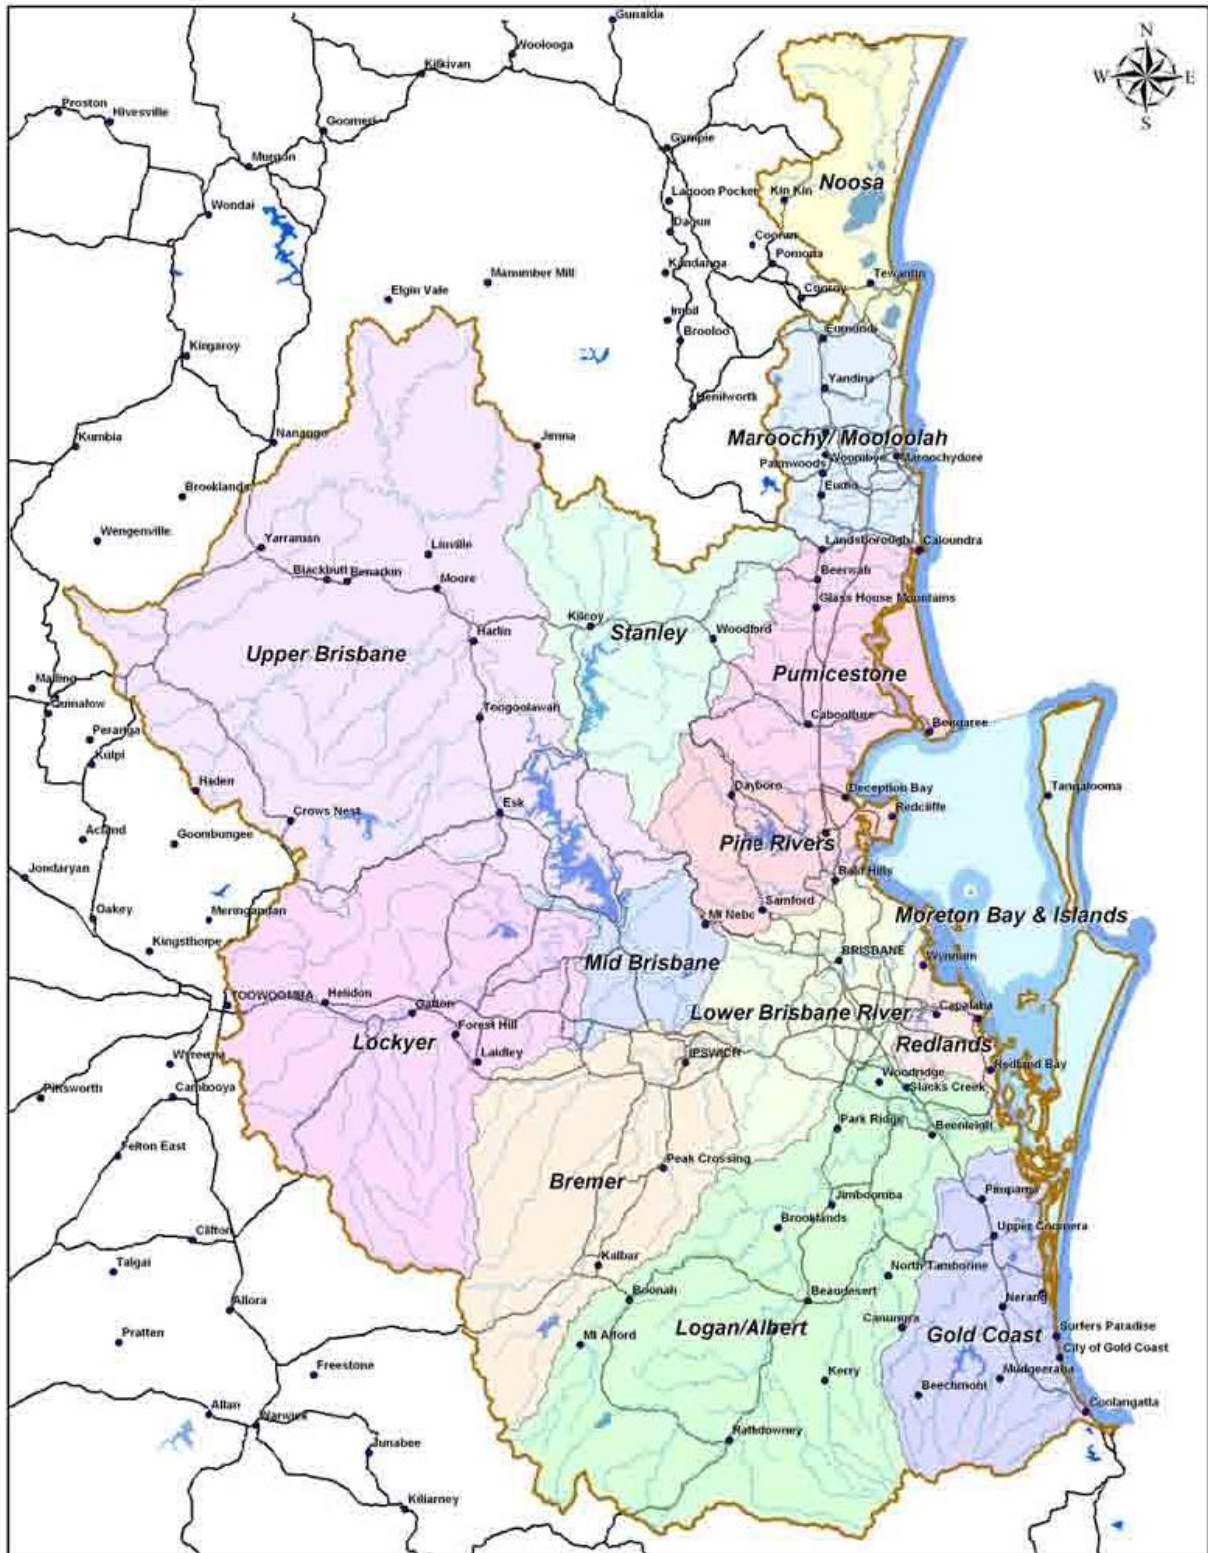 Gunalda
Woolooga
N
Kilkivan
W
E
Proston
Hivesville
S
Goomeri
Gympie
Murgon
Noosa
Kin Kin
Lagoon Pocket
Wondai
Dagun
Cooran
Pomona
Kandanga
Manumber Mill
Tewantin
Elgin Vale
Cooroy
Imbil
Eumundi
Brooloo
Kingaroy
Yandina
Kenilworth
Kumbia
Nanango
Jimna
Maroochy/ Mooloolah
Woombye
Maroochydore
Palmwoods
Eudlo
Brooklands
Wengenville
Yarraman
Linville
Landsborough
Caloundra
Blackbutt
Benarkin
Moore
Beerwah
Glass House Mountains
Kilcoy
Stanley
Woodford
Harlin
Upper Brisbane
Pumicestone
Maling
Quinalow
Toogoolawah
Caboolture
Bongaree
Peranga
Kulpi
Haden
Dayboro
Deception Bay
Tangalooma
Redcliffe
Crows Nest
Esk
Acland
Goombungee
Pine Rivers
Bald Hills
Jondaryan
Oakey
Meringandan
Samford
Mt Nebo
Moreton Bay & Islands
Kingsthorpe
Mid Brisbane
BRISBANE
Wynnum
TOOWOOMBA
Helidon
Gatton
Lower Brisbane River
Capalaba
Forest Hill
Lockyer
Redlands
Laidley
IPSWICH
Redland Bay
Wyreema
Woodridge
Slacks Creek
Pittsworth
Cambooya
Park Ridge
Beenleigh
Felton East
Peak Crossing
Bremer
Pimpama
Jimboomba
Brooklands
Upper Coomera
Clifton
Talgai
Kalbar
North Tamborine
Boonah
Beaudesert
Nerang
Allora
Logan/Albert
Canungra
Gold Coast
Surfers Paradise
Pratten
Mt Alford
City of Gold Coast
Freestone
Kerry
Mudgeeraba
Beechmont
Allan
Warwick
Coolangatta
Rathdowney
Junabee
Killarney